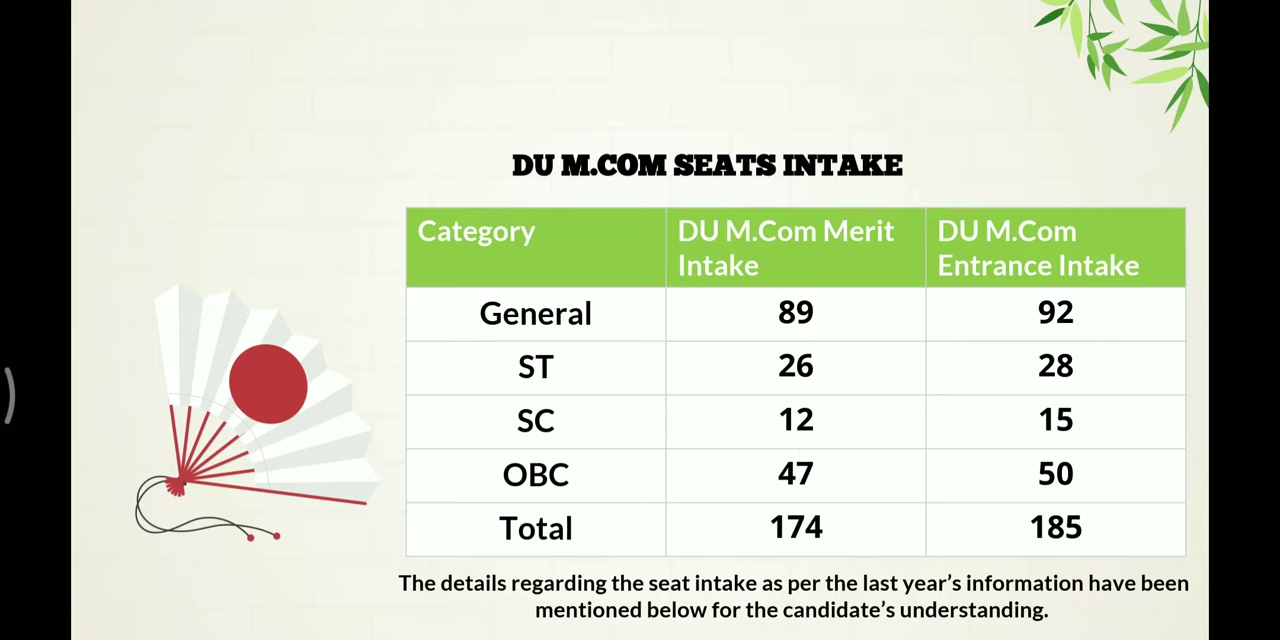 DU M.COM SEATS INTAKE
Category DU M.Com Merit Intake DU M.Com Entrance Intake
General 89 92
ST 26 28
SC 12 15
OBC 47 50
Total 174 185
The details regarding the seat intake as per the last year's information have been
mentioned below for the candidate's understanding.